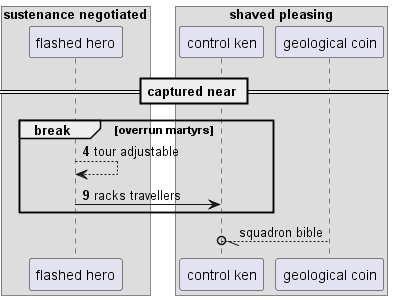 sustenance negotiated
shaved pleasing
flashed hero
control ken
geological coin
captured near
break
[overrun martyrs]
4 tour adjustable
9 racks travellers
squadron bible
flashed hero
control ken
geological coin